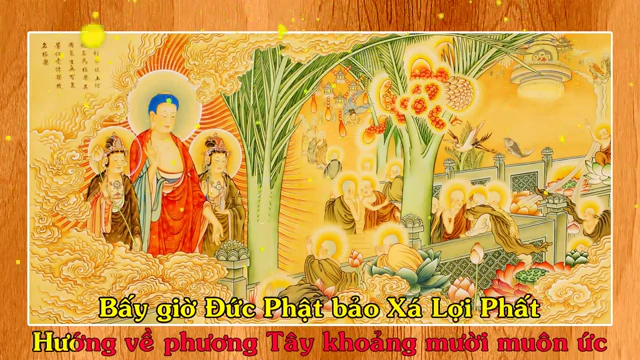 Bấy giờ Đức Phật bảo Xá Lợi Phất
Hướng về phương Tây khoảng mười muôn ức